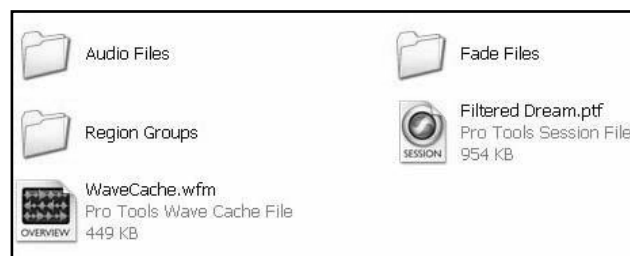 Audio Files
Fade Files
Region Groups
SESSION
Filtered Dream.ptf
Pro Tools Session File
954 KB
OVERVIEW
WaveCache.wfm
Pro Tools Wave Cache File
449 KB